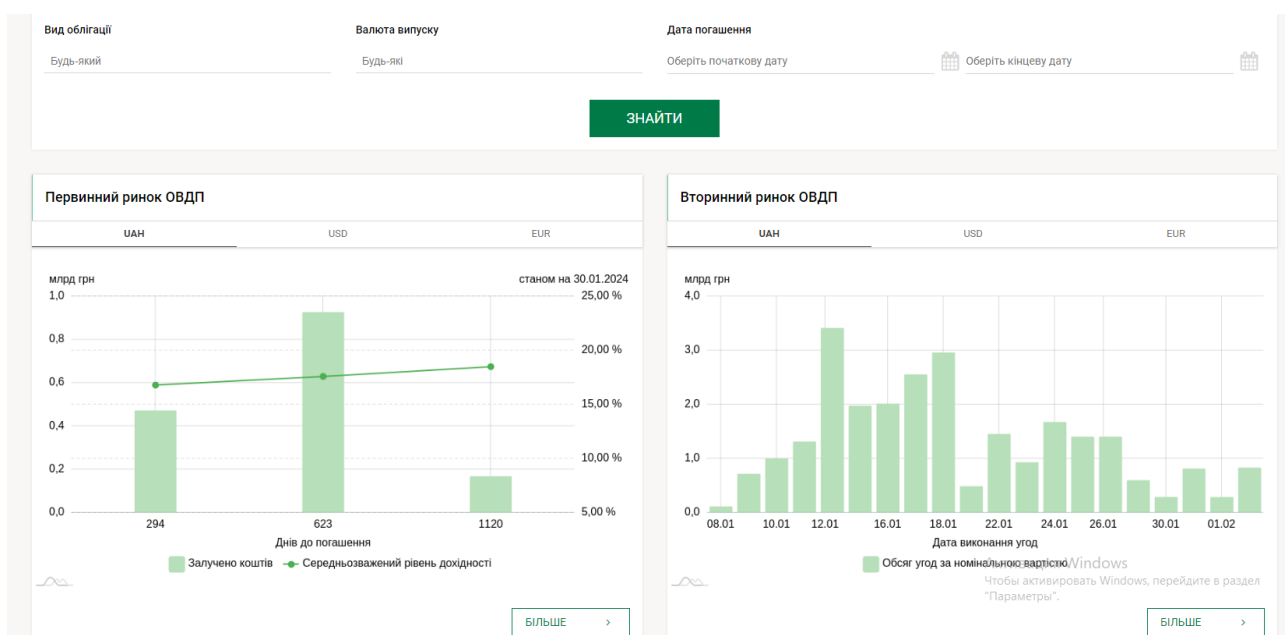 Вид облігації
Валюта випуску
Дата погашення
Будь-який
Будь-які
Оберіть початкову дату
Оберіть кінцеву дату
ЗНАЙТИ
Первинний ринок ОВДП
UAH USD EUR
млрд грн
станом на 30.01.2024
1,0
0,8
0,6
0,4
0,2
0,0
25,00 %
20,00 %
15,00 %
10,00 %
5,00 %
294 623 1120
Днів до погашення
Залучено коштів Середньозважений рівень дохідності
БІЛЬШЕ >
Вторинний ринок ОВДП
UAH USD EUR
млрд грн
4,0
3,0
2,0
1,0
0,0
08.01 10.01 12.01 16.01 18.01 22.01 24.01 26.01 30.01 01.02
Дата виконання угод
Обсяг угод за номінальною вартістю
Windows
Чтобы активировать Windows, перейдите в раздел
"Параметры".
БІЛЬШЕ >